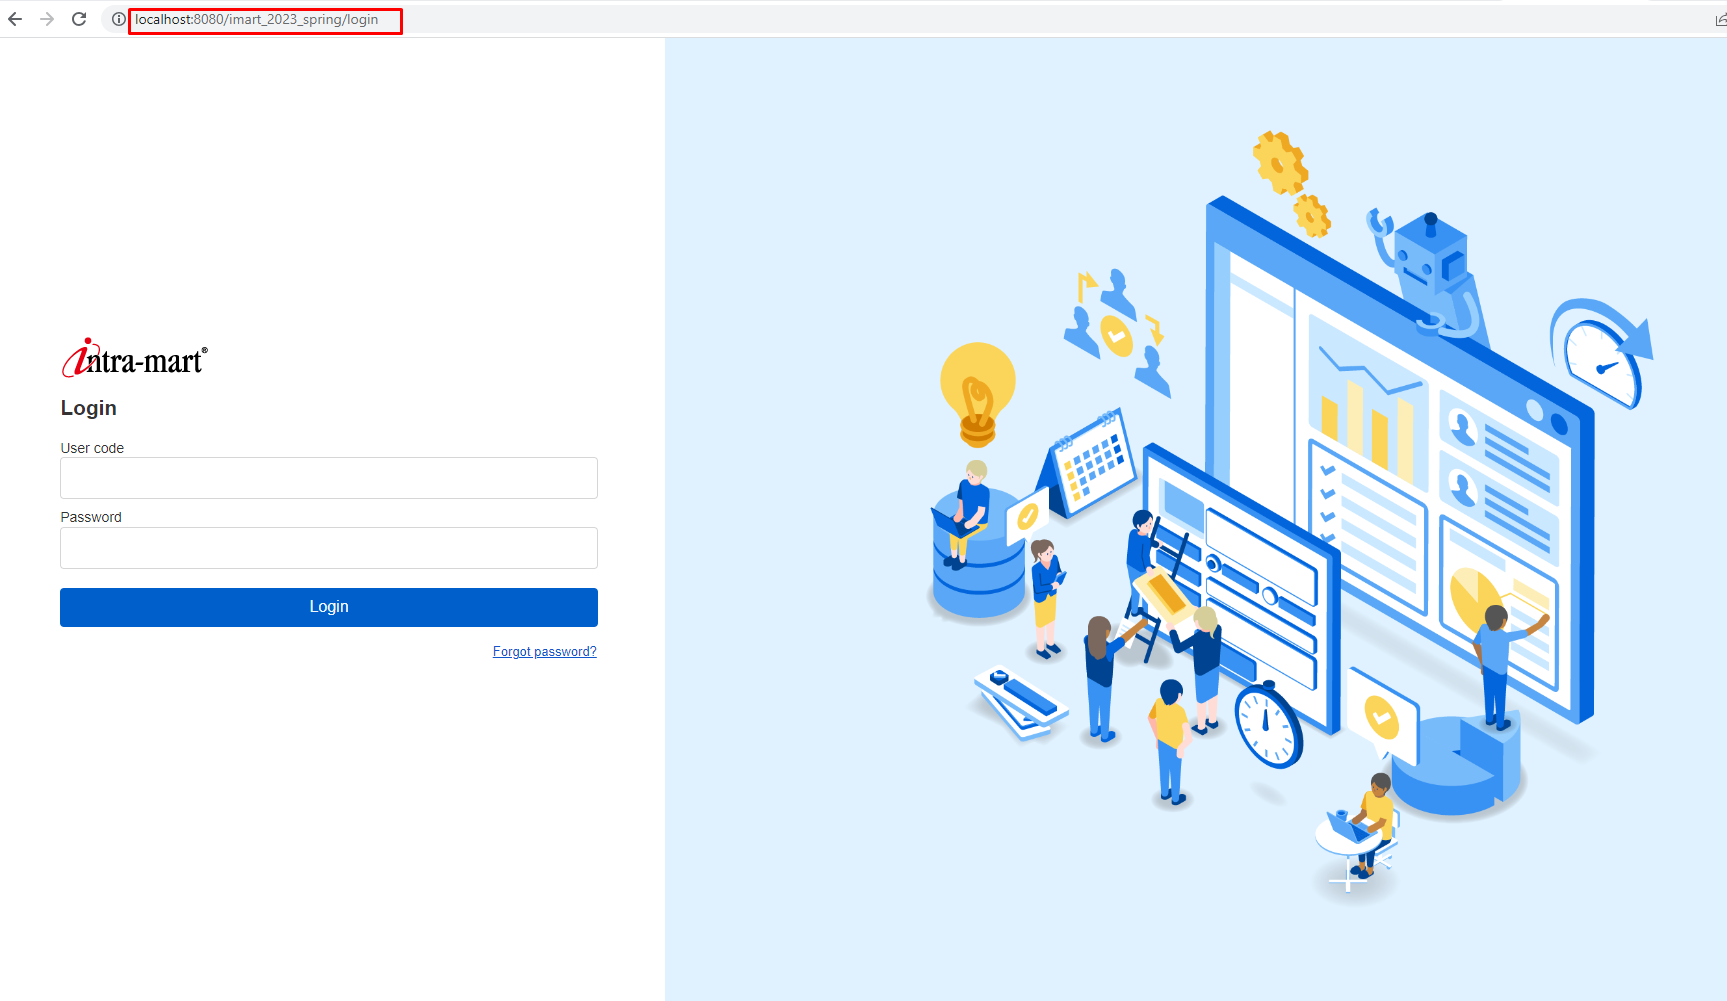 localhost:8080/imart_2023_spring/login
intra-mart®
Login
User code
Password
Login
Forgot password?